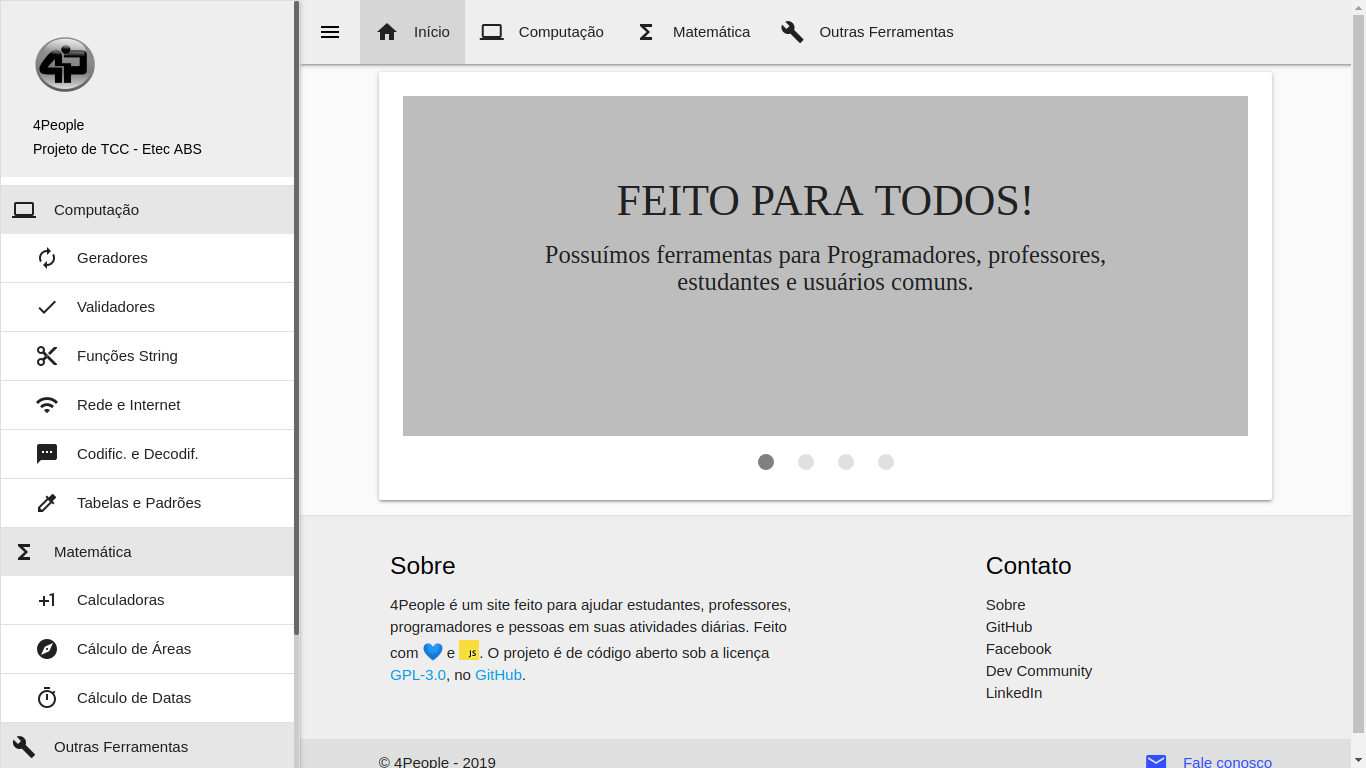 4P
4People
Projeto de TCC - Etec ABS
Computação
Geradores
Validadores
Funções String
Rede e Internet
Codific. e Decodif.
Tabelas e Padrões
Matemática
+1 Calculadoras
Cálculo de Áreas
Cálculo de Datas
Outras Ferramentas
Início Computação Matemática Outras Ferramentas
FEITO PARA TODOS!
Possuímos ferramentas para Programadores, professores,
estudantes e usuários comuns.
Sobre
4People é um site feito para ajudar estudantes, professores,
programadores e pessoas em suas atividades diárias. Feito
com 💙 e JS. O projeto é de código aberto sob a licença
GPL-3.0, no GitHub.
Contato
Sobre
GitHub
Facebook
Dev Community
LinkedIn
© 4People - 2019
Fale conosco